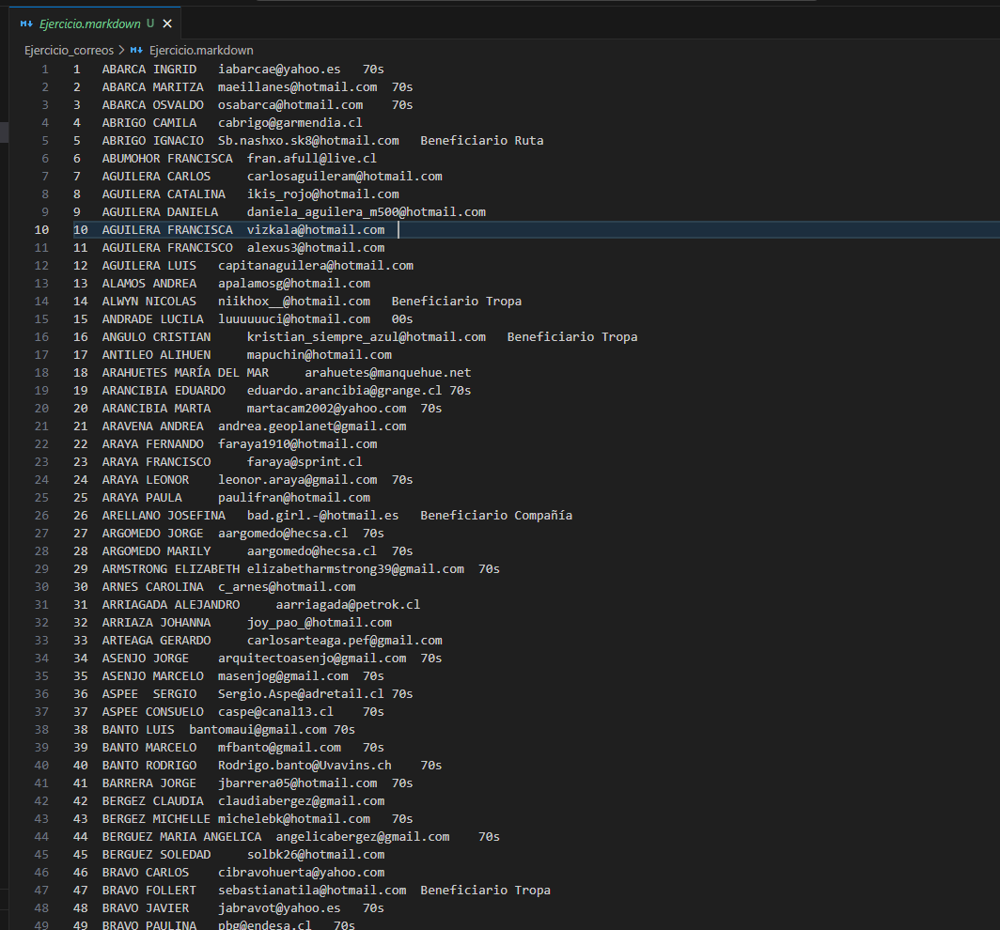 Ejercicio.markdown U
Ejercicio_correos > Ejercicio.markdown
1 1 ABARCA INGRID iabarcae@yahoo.es 70s
2 2 ABARCA MARITZA maeillanes@hotmail.com 70s
3 3 ABARCA OSVALDO osabarca@hotmail.com 70s
4 4 ABRIGO CAMILA cabrigo@garmendia.cl
5 5 ABRIGO IGNACIO Sb.nashxo.sk8@hotmail.com Beneficiario Ruta
6 6 ABUMOHOR FRANCISCA fran.afull@live.cl
7 7 AGUILERA CARLOS carlosaguileram@hotmail.com
8 8 AGUILERA CATALINA ikis_rojo@hotmail.com
9 9 AGUILERA DANIELA daniela_aguilera_m500@hotmail.com
10 10 AGUILERA FRANCISCA vizkala@hotmail.com
11 11 AGUILERA FRANCISCO alexus3@hotmail.com
12 12 AGUILERA LUIS capitanaguilera@hotmail.com
13 13 ALAMOS ANDREA apalamosg@hotmail.com
14 14 ALWYN NICOLAS niikhox__@hotmail.com Beneficiario Tropa
15 15 ANDRADE LUCILA luuuuuuci@hotmail.com 00s
16 16 ANGULO CRISTIAN kristian_siempre_azul@hotmail.com Beneficiario Tropa
17 17 ANTILEO ALIHUEN mapuchin@hotmail.com
18 18 ARAHUETES MARÍA DEL MAR arahuetes@manquehue.net
19 19 ARANCIBIA EDUARDO eduardo.arancibia@grange.cl 70s
20 20 ARANCIBIA MARTA martacam2002@yahoo.com 70s
21 21 ARAVENA ANDREA andrea.geoplanet@gmail.com
22 22 ARAYA FERNANDO faraya1910@hotmail.com
23 23 ARAYA FRANCISCO faraya@sprint.cl
24 24 ARAYA LEONOR leonor.araya@gmail.com 70s
25 25 ARAYA PAULA paulifran@hotmail.com
26 26 ARELLANO JOSEFINA bad.girl.-@hotmail.es Beneficiario Compañía
27 27 ARGOMEDO JORGE aargomedo@hecsa.cl 70s
28 28 ARGOMEDO MARILY aargomedo@hecsa.cl 70s
29 29 ARMSTRONG ELIZABETH elizabetharmstrong39@gmail.com 70s
30 30 ARNES CAROLINA c_arnes@hotmail.com
31 31 ARRIAGADA ALEJANDRO aarriagada@petrok.cl
32 32 ARRIAZA JOHANNA joy_pao_@hotmail.com
33 33 ARTEAGA GERARDO carlosarteaga.pef@gmail.com
34 34 ASENJO JORGE arquitectoasenjo@gmail.com 70s
35 35 ASENJO MARCELO masenjog@gmail.com 70s
36 36 ASPEE SERGIO Sergio.Aspe@adretail.cl 70s
37 37 ASPEE CONSUELO caspe@canal13.cl 70s
38 38 BANTO LUIS bantomaui@gmail.com 70s
39 39 BANTO MARCELO mfbanto@gmail.com 70s
40 40 BANTO RODRIGO Rodrigo.banto@Uvavins.ch 70s
41 41 BARRERA JORGE jbarrera05@hotmail.com 70s
42 42 BERGEZ CLAUDIA claudiabergez@gmail.com
43 43 BERGEZ MICHELLE michelebk@hotmail.com 70s
44 44 BERGUEZ MARIA ANGELICA angelicabergez@gmail.com 70s
45 45 BERGUEZ SOLEDAD solbk26@hotmail.com
46 46 BRAVO CARLOS cibravohuerta@yahoo.com
47 47 BRAVO FOLLERT sebastianatila@hotmail.com Beneficiario Tropa
48 48 BRAVO JAVIER jabravot@yahoo.es 70s
49 49 BRAVO PAULINA pbg@endesa.cl 70s